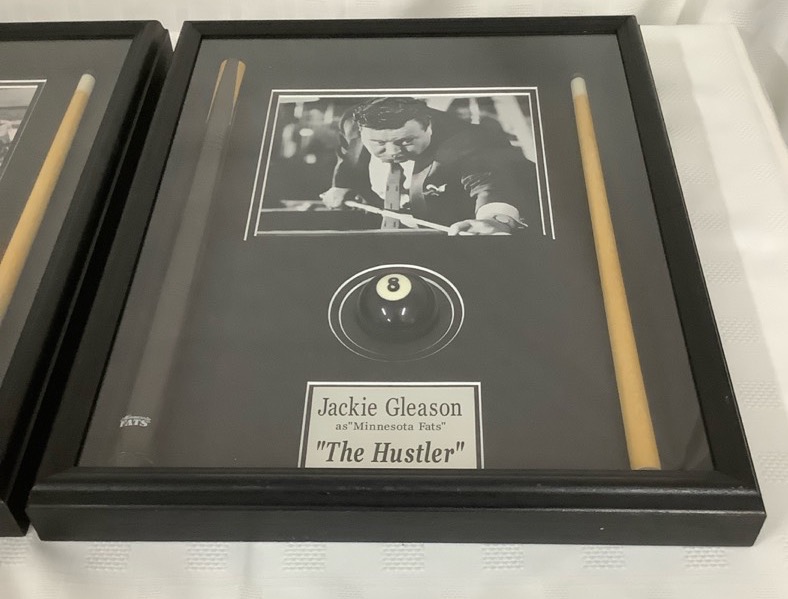 8
Jackie Gleason
as"Minnesota Fats"
"The Hustler"
FATS